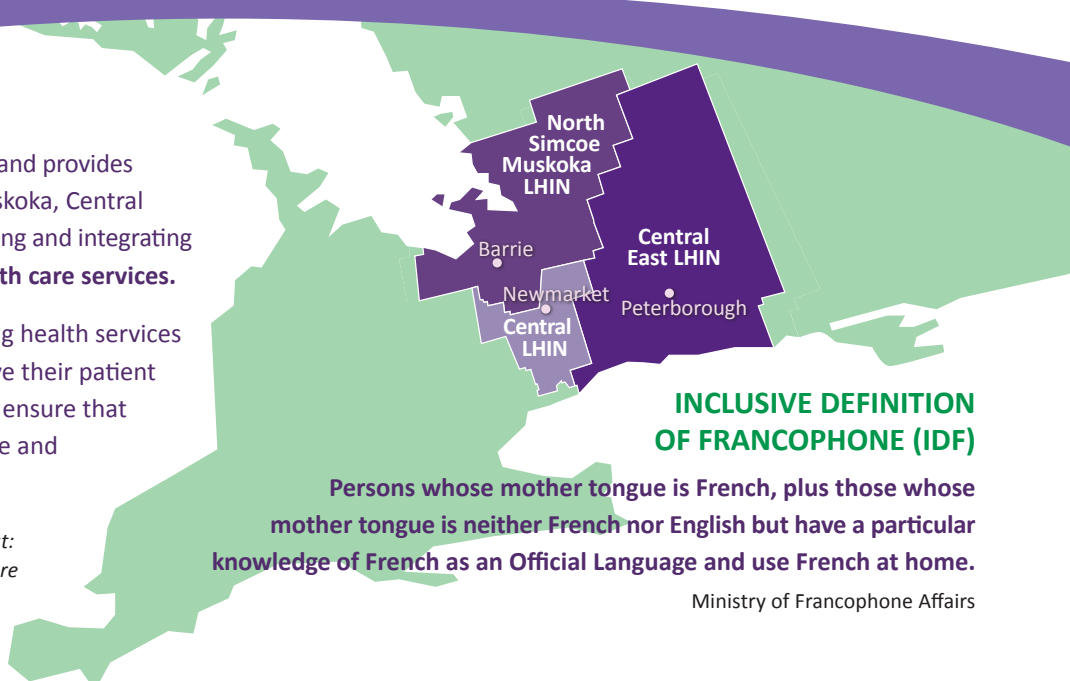 and provides
skoka, Central
ing and integrating
th care services.
g health services
ve their patient
ensure that
e and
st:
re
North
Simcoe
Muskoka
LHIN
Barrie
Central
East LHIN
Newmarket
Peterborough
Central
LHIN
INCLUSIVE DEFINITION
OF FRANCOPHONE (IDF)
Persons whose mother tongue is French, plus those whose
mother tongue is neither French nor English but have a particular
knowledge of French as an Official Language and use French at home.
Ministry of Francophone Affairs